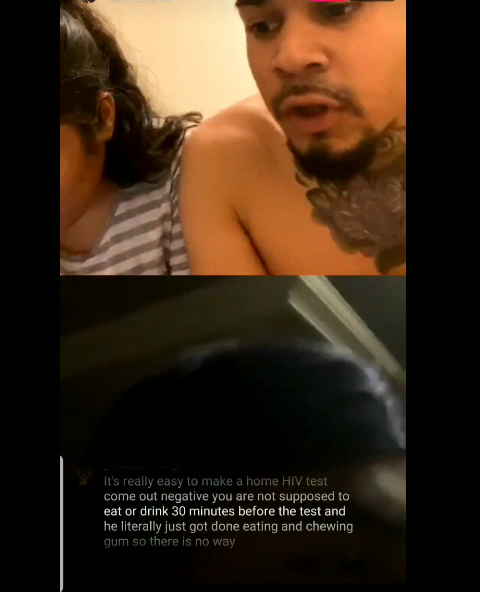 It's really easy to make a home HIV test
come out negative you are not supposed to
eat or drink 30 minutes before the test and
he literally just got done eating and chewing
gum so there is no way